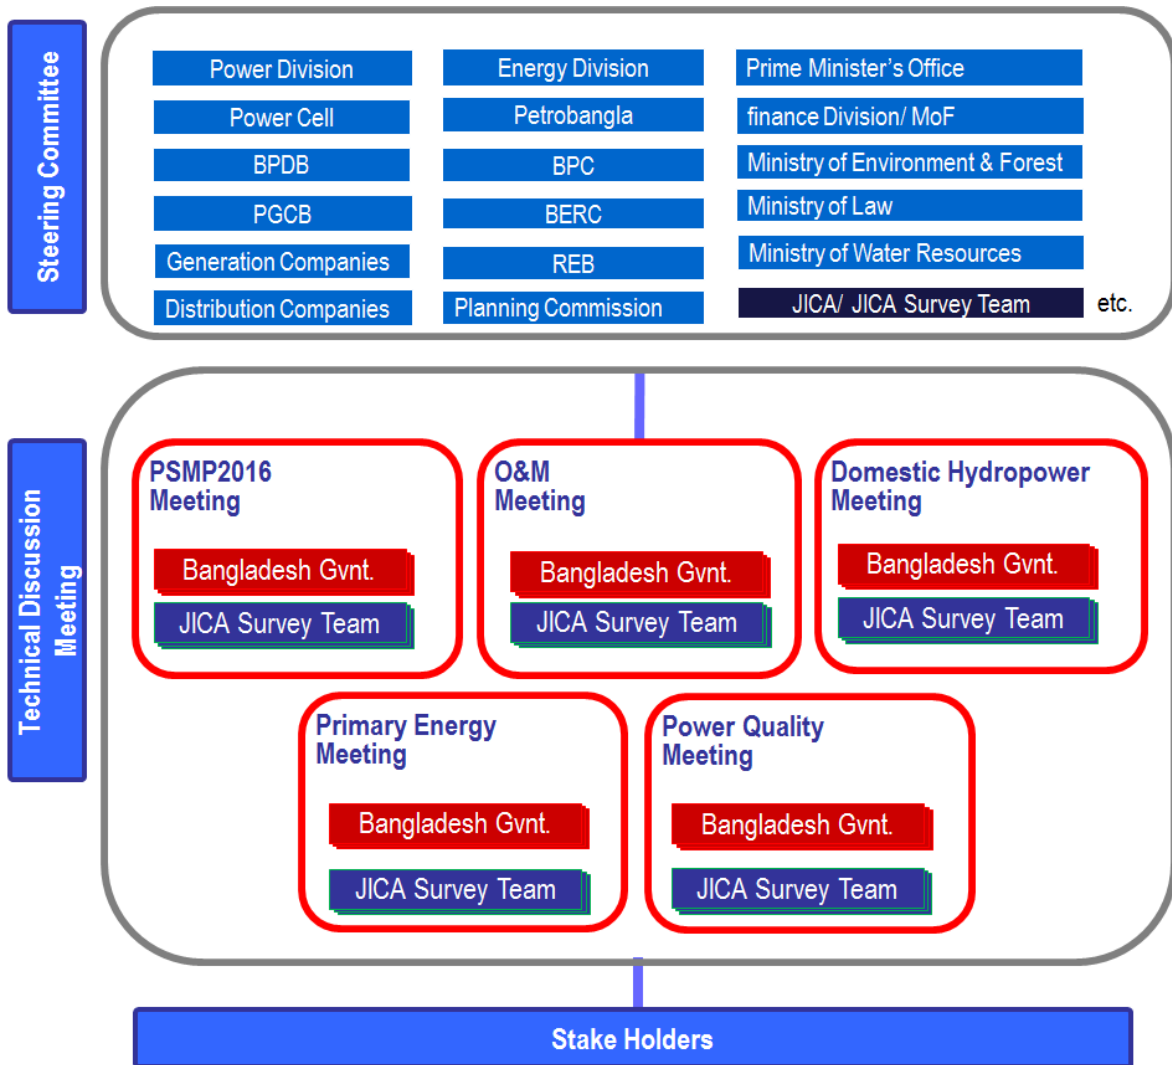 Steering Committee
Power Division
Power Cell
BPDB
PGCB
Generation Companies
Distribution Companies
Energy Division
Petrobangla
BPC
BERC
REB
Planning Commission
Prime Minister's Office
finance Division/ MoF
Ministry of Environment & Forest
Ministry of Law
Ministry of Water Resources
JICA/ JICA Survey Team
etc.
Technical Discussion
Meeting
PSMP2016
Meeting
Bangladesh Gvnt.
JICA Survey Team
O&M
Meeting
Bangladesh Gvnt.
JICA Survey Team
Domestic Hydropower
Meeting
Bangladesh Gvnt.
JICA Survey Team
Primary Energy
Meeting
Bangladesh Gvnt.
JICA Survey Team
Power Quality
Meeting
Bangladesh Gvnt.
JICA Survey Team
Stake Holders